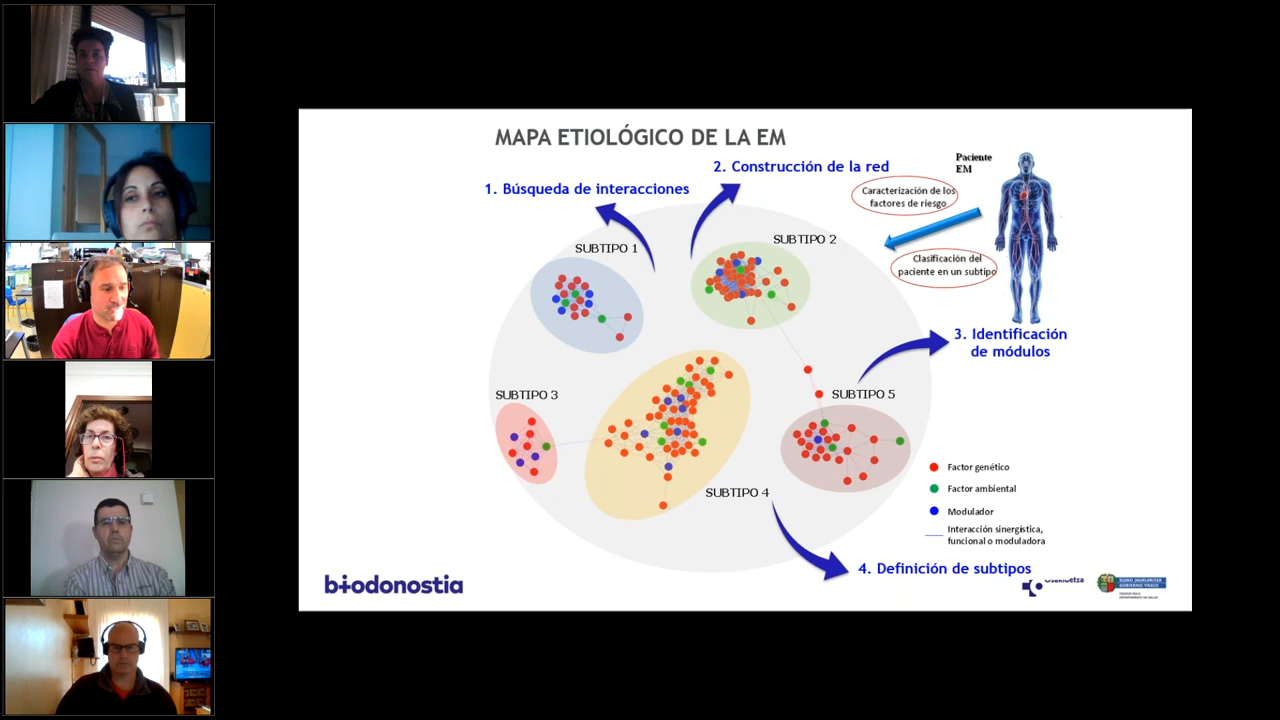 MAPA ETIOLÓGICO DE LA EM
2. Construcción de la red
1. Búsqueda de interacciones
Paciente
EM
Caracterización de los
factores de riesgo
SUBTIPO 1
SUBTIPO 2
Clasificación del
paciente en un subtipo
3. Identificación
de módulos
SUBTIPO 3
SUBTIPO 5
SUBTIPO 4
Factor genético
Factor ambiental
Modulador
Interacción sinergística,
funcional o moduladora
4. Definición de subtipos
biodonostia
EUSKO JAURLARITZA
GOBIERNO VASCO